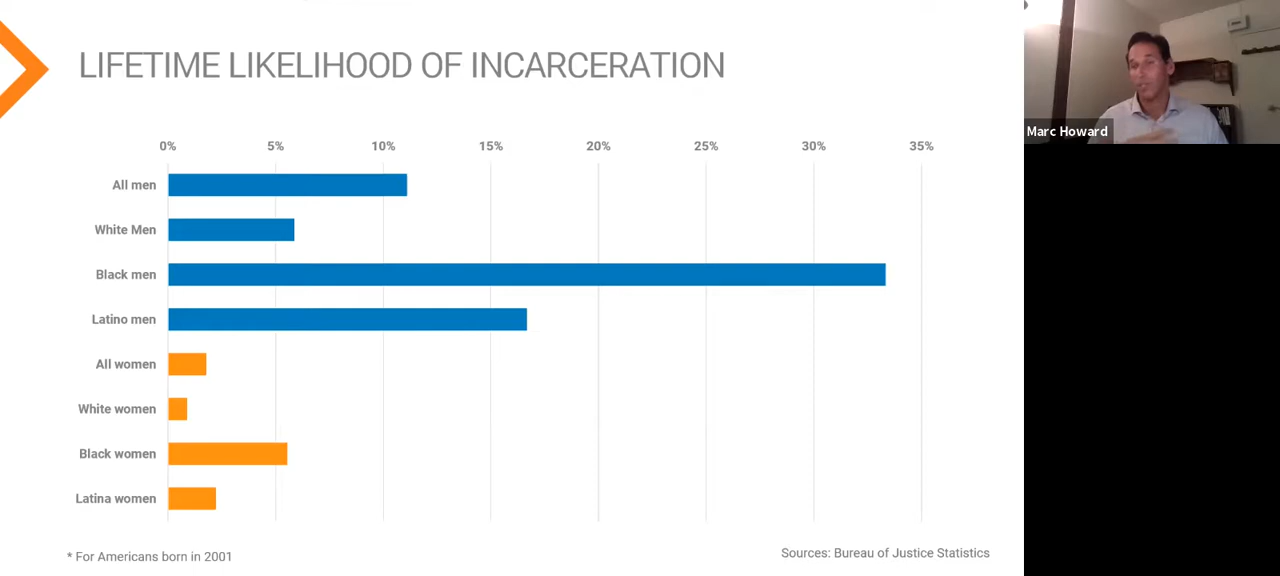 LIFETIME LIKELIHOOD OF INCARCERATION
Marc Howard
0% 5% 10% 15% 20% 25% 30% 35%
All men
White Men
Black men
Latino men
All women
White women
Black women
Latina women
* For Americans born in 2001
Sources: Bureau of Justice Statistics